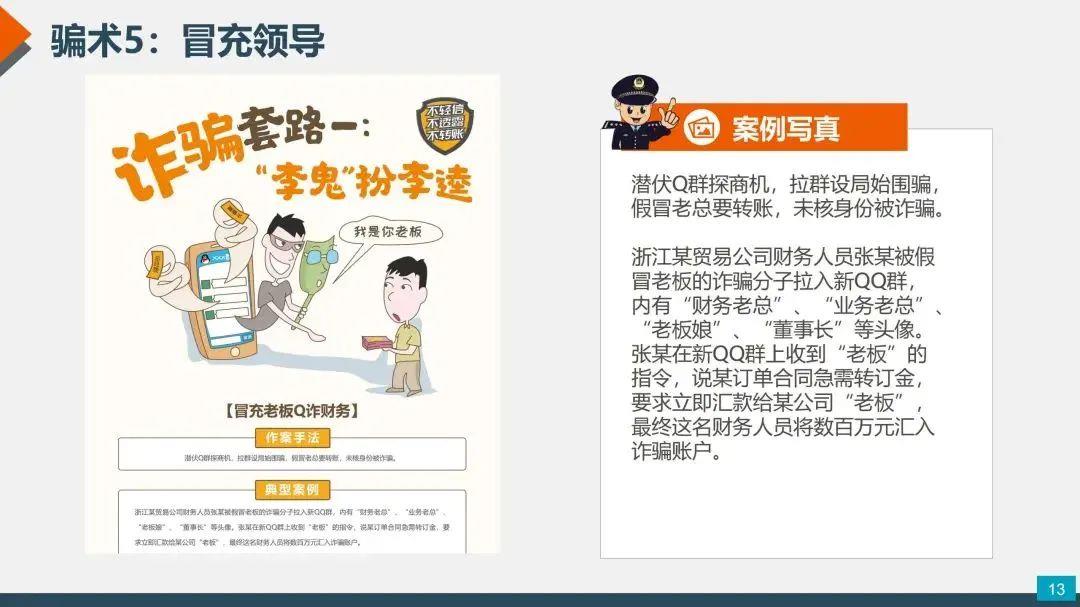 骗术5：冒充领导
诈骗套路一：
“李鬼”扮李逵
不轻信
不透露
不转账
我是你老板
【冒充老板Q诈财务】
作案手法
潜伏Q群探商机，拉群设局始围骗，假冒老总要转账，未核身份被诈骗。
典型案例
浙江某贸易公司财务人员张某被假冒老板的诈骗分子拉入新QQ群，内有“财务老总”、“业务老总”、
“老板娘”、“董事长”等头像。张某在新QQ群上收到“老板”的指令，说某订单合同急需转订金，要
求立即汇款给某公司“老板”，最终这名财务人员将数百万元汇入诈骗账户。
案例写真
潜伏Q群探商机，拉群设局始围骗，
假冒老总要转账，未核身份被诈骗。
浙江某贸易公司财务人员张某被假
冒老板的诈骗分子拉入新QQ群，
内有“财务老总”、“业务老总”、
“老板娘”、“董事长”等头像。
张某在新QQ群上收到“老板”的
指令，说某订单合同急需转订金，
要求立即汇款给某公司“老板”，
最终这名财务人员将数百万元汇入
诈骗账户。
13